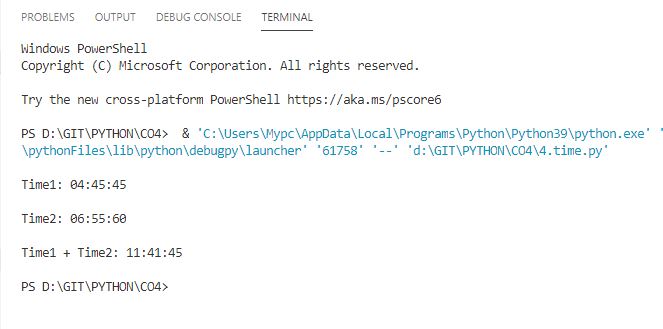 PROBLEMS OUTPUT DEBUG CONSOLE TERMINAL
Windows PowerShell
Copyright (C) Microsoft Corporation. All rights reserved.
Try the new cross-platform PowerShell https://aka.ms/pscore6
PS D:\GIT\PYTHON\CO4>  & 'C:\Users\Mypc\AppData\Local\Programs\Python\Python39\python.exe' '
\pythonFiles\lib\python\debugpy\launcher' '61758' '--' 'd:\GIT\PYTHON\CO4\4.time.py'
Time1: 04:45:45
Time2: 06:55:60
Time1 + Time2: 11:41:45
PS D:\GIT\PYTHON\CO4>